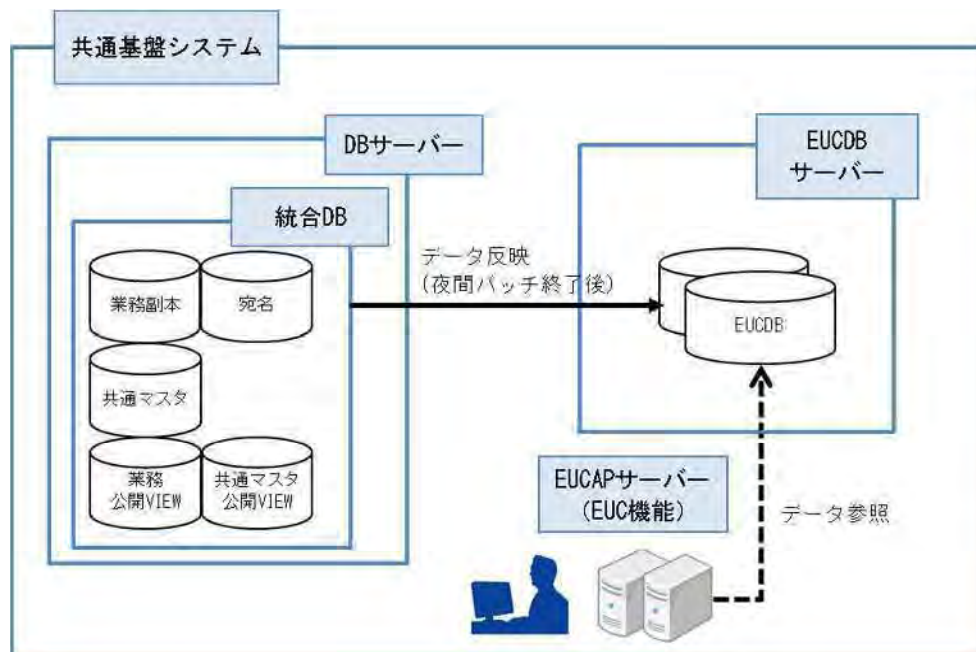 共通基盤システム
DBサーバー
EUCDB
サーバー
統合DB
データ反映
(夜間バッチ終了後)
業務副本
宛名
EUCDB
共通マスタ
業務
公開VIEW
共通マスタ
公開VIEW
EUCAPサーバー
(EUC機能)
データ参照